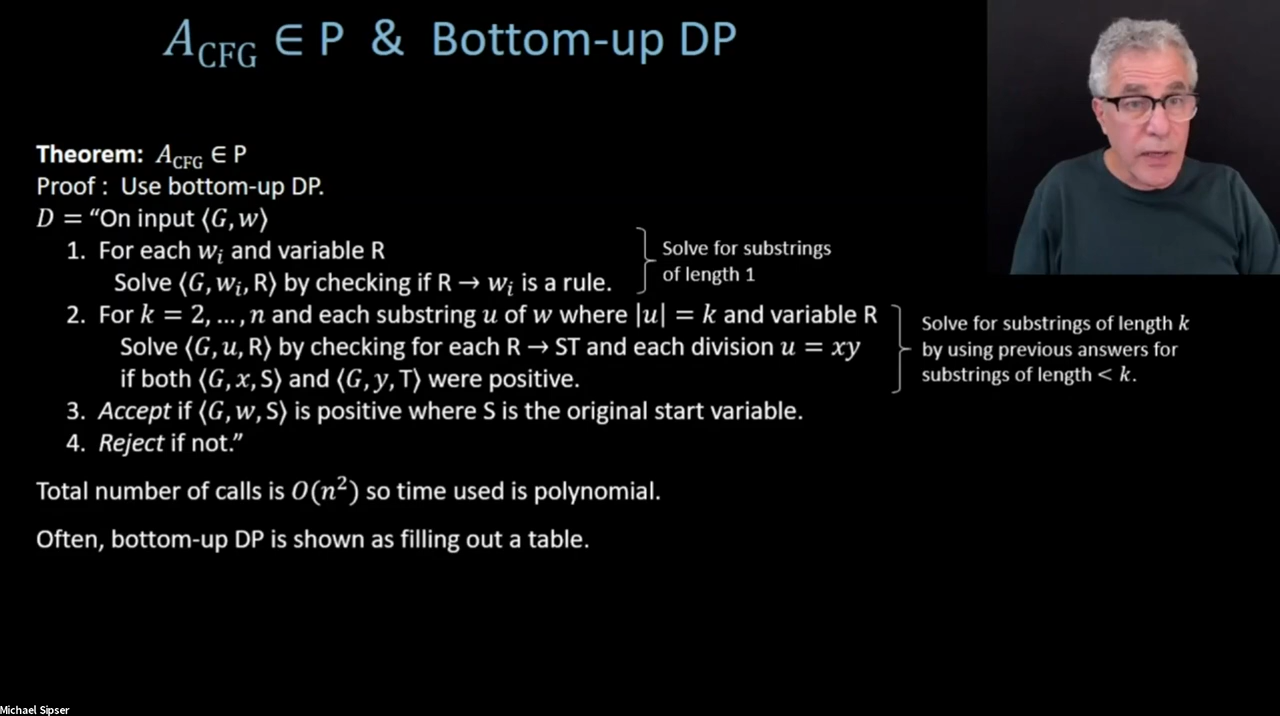 A_CFG ∈ P & Bottom-up DP
Theorem: A_CFG ∈ P
Proof : Use bottom-up DP.
D = “On input ⟨G, w⟩
1. For each w_i and variable R
Solve ⟨G, w_i, R⟩ by checking if R → w_i is a rule.
Solve for substrings
of length 1
2. For k = 2, …, n and each substring u of w where |u| = k and variable R
Solve ⟨G, u, R⟩ by checking for each R → ST and each division u = xy
if both ⟨G, x, S⟩ and ⟨G, y, T⟩ were positive.
Solve for substrings of length k
by using previous answers for
substrings of length < k.
3. Accept if ⟨G, w, S⟩ is positive where S is the original start variable.
4. Reject if not.”
Total number of calls is O(n²) so time used is polynomial.
Often, bottom-up DP is shown as filling out a table.
Michael Sipser